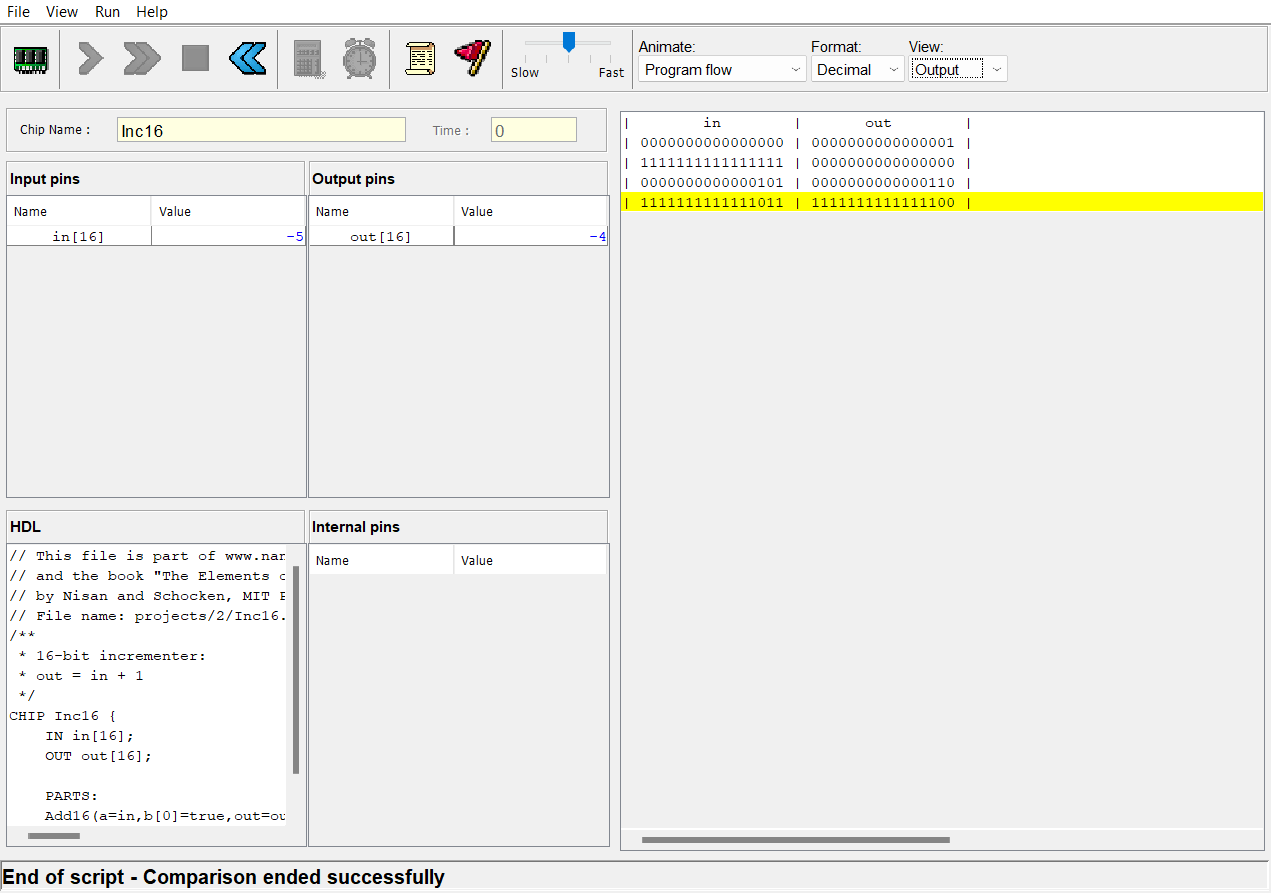 File View Run Help
Animate: Format: View:
Slow Fast Program flow Decimal Output
Chip Name : Inc16 Time : 0
Input pins
Name Value
in[16] -5
Output pins
Name Value
out[16] -4
| in | out |
| 0000000000000000 | 0000000000000001 |
| 1111111111111111 | 0000000000000000 |
| 0000000000000101 | 0000000000000110 |
| 1111111111111011 | 1111111111111100 |
HDL
// This file is part of www.nan
// and the book "The Elements o
// by Nisan and Schocken, MIT P
// File name: projects/2/Inc16.
/**
* 16-bit incrementer:
* out = in + 1
*/
CHIP Inc16 {
IN in[16];
OUT out[16];
PARTS:
Add16(a=in,b[0]=true,out=ou
Internal pins
Name Value
End of script - Comparison ended successfully